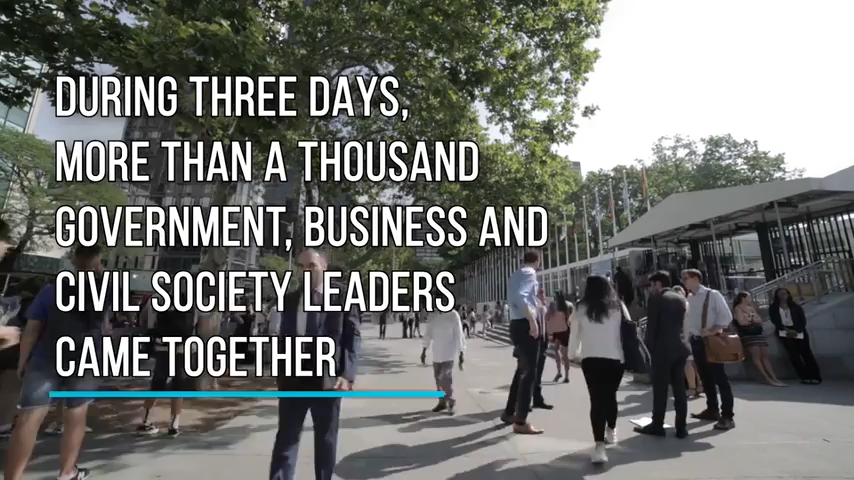 DURING THREE DAYS,
MORE THAN A THOUSAND
GOVERNMENT, BUSINESS AND
CIVIL SOCIETY LEADERS
CAME TOGETHER